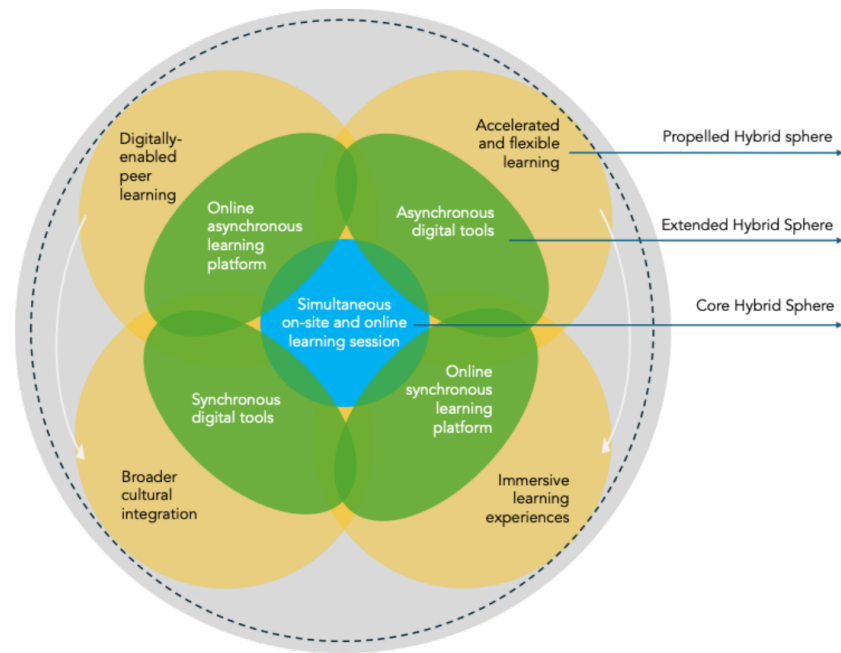 Digitally-
enabled
peer
learning
Accelerated
and flexible
learning
Propelled Hybrid sphere
Online
asynchronous
learning
platform
Asynchronous
digital tools
Extended Hybrid Sphere
Simultaneous
on-site and online
learning session
Core Hybrid Sphere
Synchronous
digital tools
Online
synchronous
learning
platform
Broader
cultural
integration
Immersive
learning
experiences